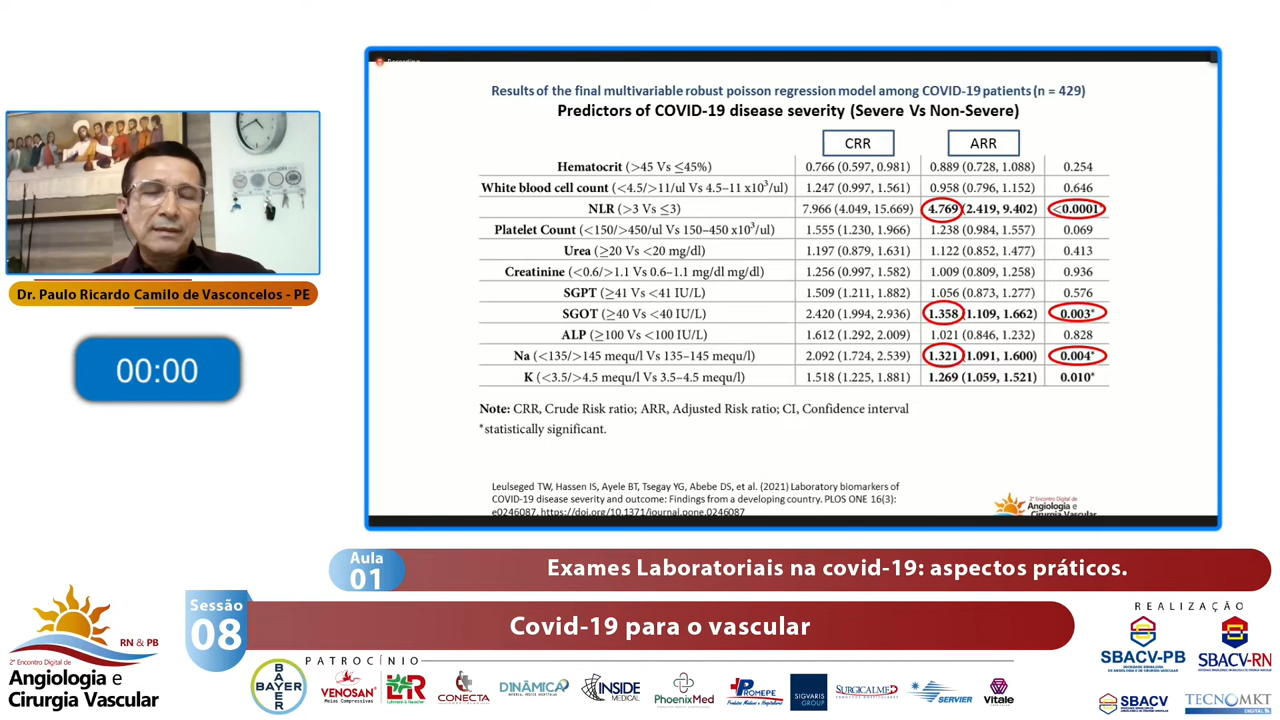 Results of the final multivariable robust poisson regression model among COVID-19 patients (n = 429)
Predictors of COVID-19 disease severity (Severe Vs Non-Severe)
CRR ARR
Hematocrit (>45 Vs ≤45%) 0.766 (0.597, 0.981) 0.889 (0.728, 1.088) 0.254
White blood cell count (<4.5/>11/ul Vs 4.5–11 x10³/ul) 1.247 (0.997, 1.561) 0.958 (0.796, 1.152) 0.646
NLR (>3 Vs ≤3) 7.966 (4.049, 15.669) 4.769 (2.419, 9.402) <0.0001*
Platelet Count (<150/>450/ul Vs 150–450 x10³/ul) 1.555 (1.230, 1.966) 1.238 (0.984, 1.557) 0.069
Urea (≥20 Vs <20 mg/dl) 1.197 (0.879, 1.631) 1.122 (0.852, 1.477) 0.413
Creatinine (<0.6/>1.1 Vs 0.6–1.1 mg/dl mg/dl) 1.256 (0.997, 1.582) 1.009 (0.809, 1.258) 0.936
SGPT (≥41 Vs <41 IU/L) 1.509 (1.211, 1.882) 1.056 (0.873, 1.277) 0.576
SGOT (≥40 Vs <40 IU/L) 2.420 (1.994, 2.936) 1.358 (1.109, 1.662) 0.003*
ALP (≥100 Vs <100 IU/L) 1.612 (1.292, 2.009) 1.021 (0.846, 1.232) 0.828
Na (<135/>145 mequ/l Vs 135–145 mequ/l) 2.092 (1.724, 2.539) 1.321 (1.091, 1.600) 0.004*
K (<3.5/>4.5 mequ/l Vs 3.5–4.5 mequ/l) 1.518 (1.225, 1.881) 1.269 (1.059, 1.521) 0.010*
Note: CRR, Crude Risk ratio; ARR, Adjusted Risk ratio; CI, Confidence interval
*statistically significant.
Leulseged TW, Hassen IS, Ayele BT, Tsegay YG, Abebe DS, et al. (2021) Laboratory biomarkers of
COVID-19 disease severity and outcome: Findings from a developing country. PLOS ONE 16(3):
e0246087. https://doi.org/10.1371/journal.pone.0246087
2º Encontro Digital de
Angiologia e
Cirurgia Vascular
Dr. Paulo Ricardo Camilo de Vasconcelos - PE
00:00
Aula
01
Exames Laboratoriais na covid-19: aspectos práticos.
Sessão
08
Covid-19 para o vascular
RN & PB
2º Encontro Digital de
Angiologia e
Cirurgia Vascular
PATROCÍNIO
BAYER
BAYER
VENOSAN
Meias Compressivas
L&R
CONECTA
DINÂMICA
INSIDE
MEDICAL
PhoenixMed
PROMEPE
Produtos Médicos e Hospitalares
SIGVARIS
GROUP
SURGICALMED
SERVIER
Vitale
REALIZAÇÃO
SBACV-PB
SBACV-RN
SBACV
TECNOMKT
DIGITAL